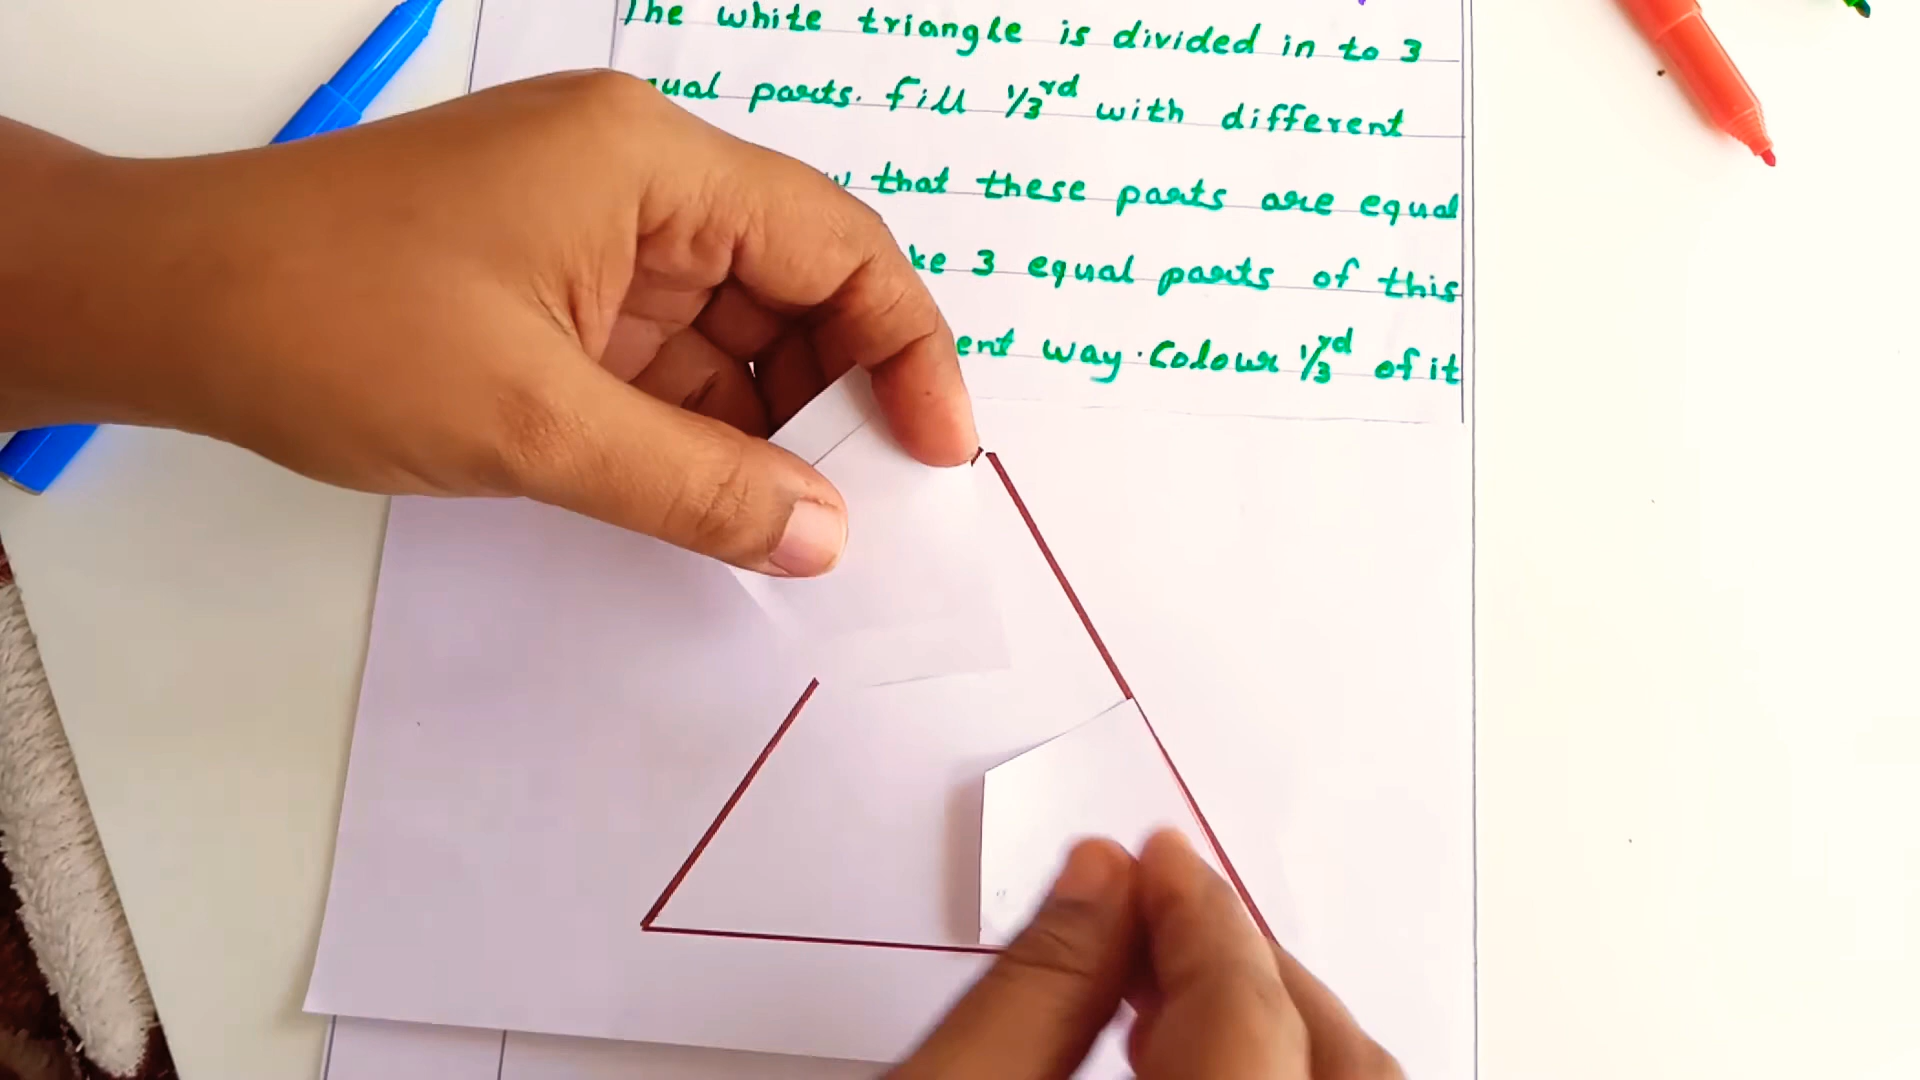 The white triangle is divided in to 3
qual parts. fill 1/3rd with different
that these parts are equal
ke 3 equal parts of this
ent way. Colour 1/3rd of it